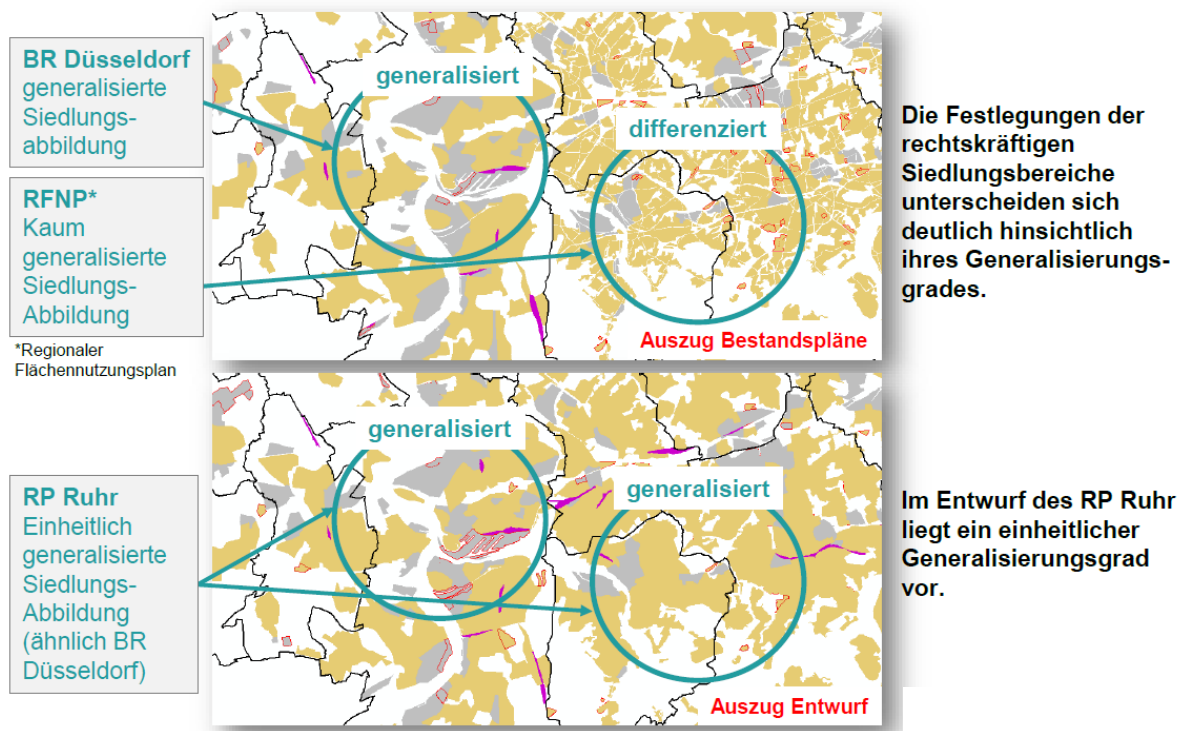 BR Düsseldorf
generalisierte
Siedlungs-
abbildung
RFNP*
Kaum
generalisierte
Siedlungs-
Abbildung
*Regionaler
Flächennutzungsplan
generalisiert
differenziert
Auszug Bestandspläne
Die Festlegungen der
rechtskräftigen
Siedlungsbereiche
unterscheiden sich
deutlich hinsichtlich
ihres Generalisierungs-
grades.
RP Ruhr
Einheitlich
generalisierte
Siedlungs-
Abbildung
(ähnlich BR
Düsseldorf)
generalisiert
generalisiert
Auszug Entwurf
Im Entwurf des RP Ruhr
liegt ein einheitlicher
Generalisierungsgrad
vor.